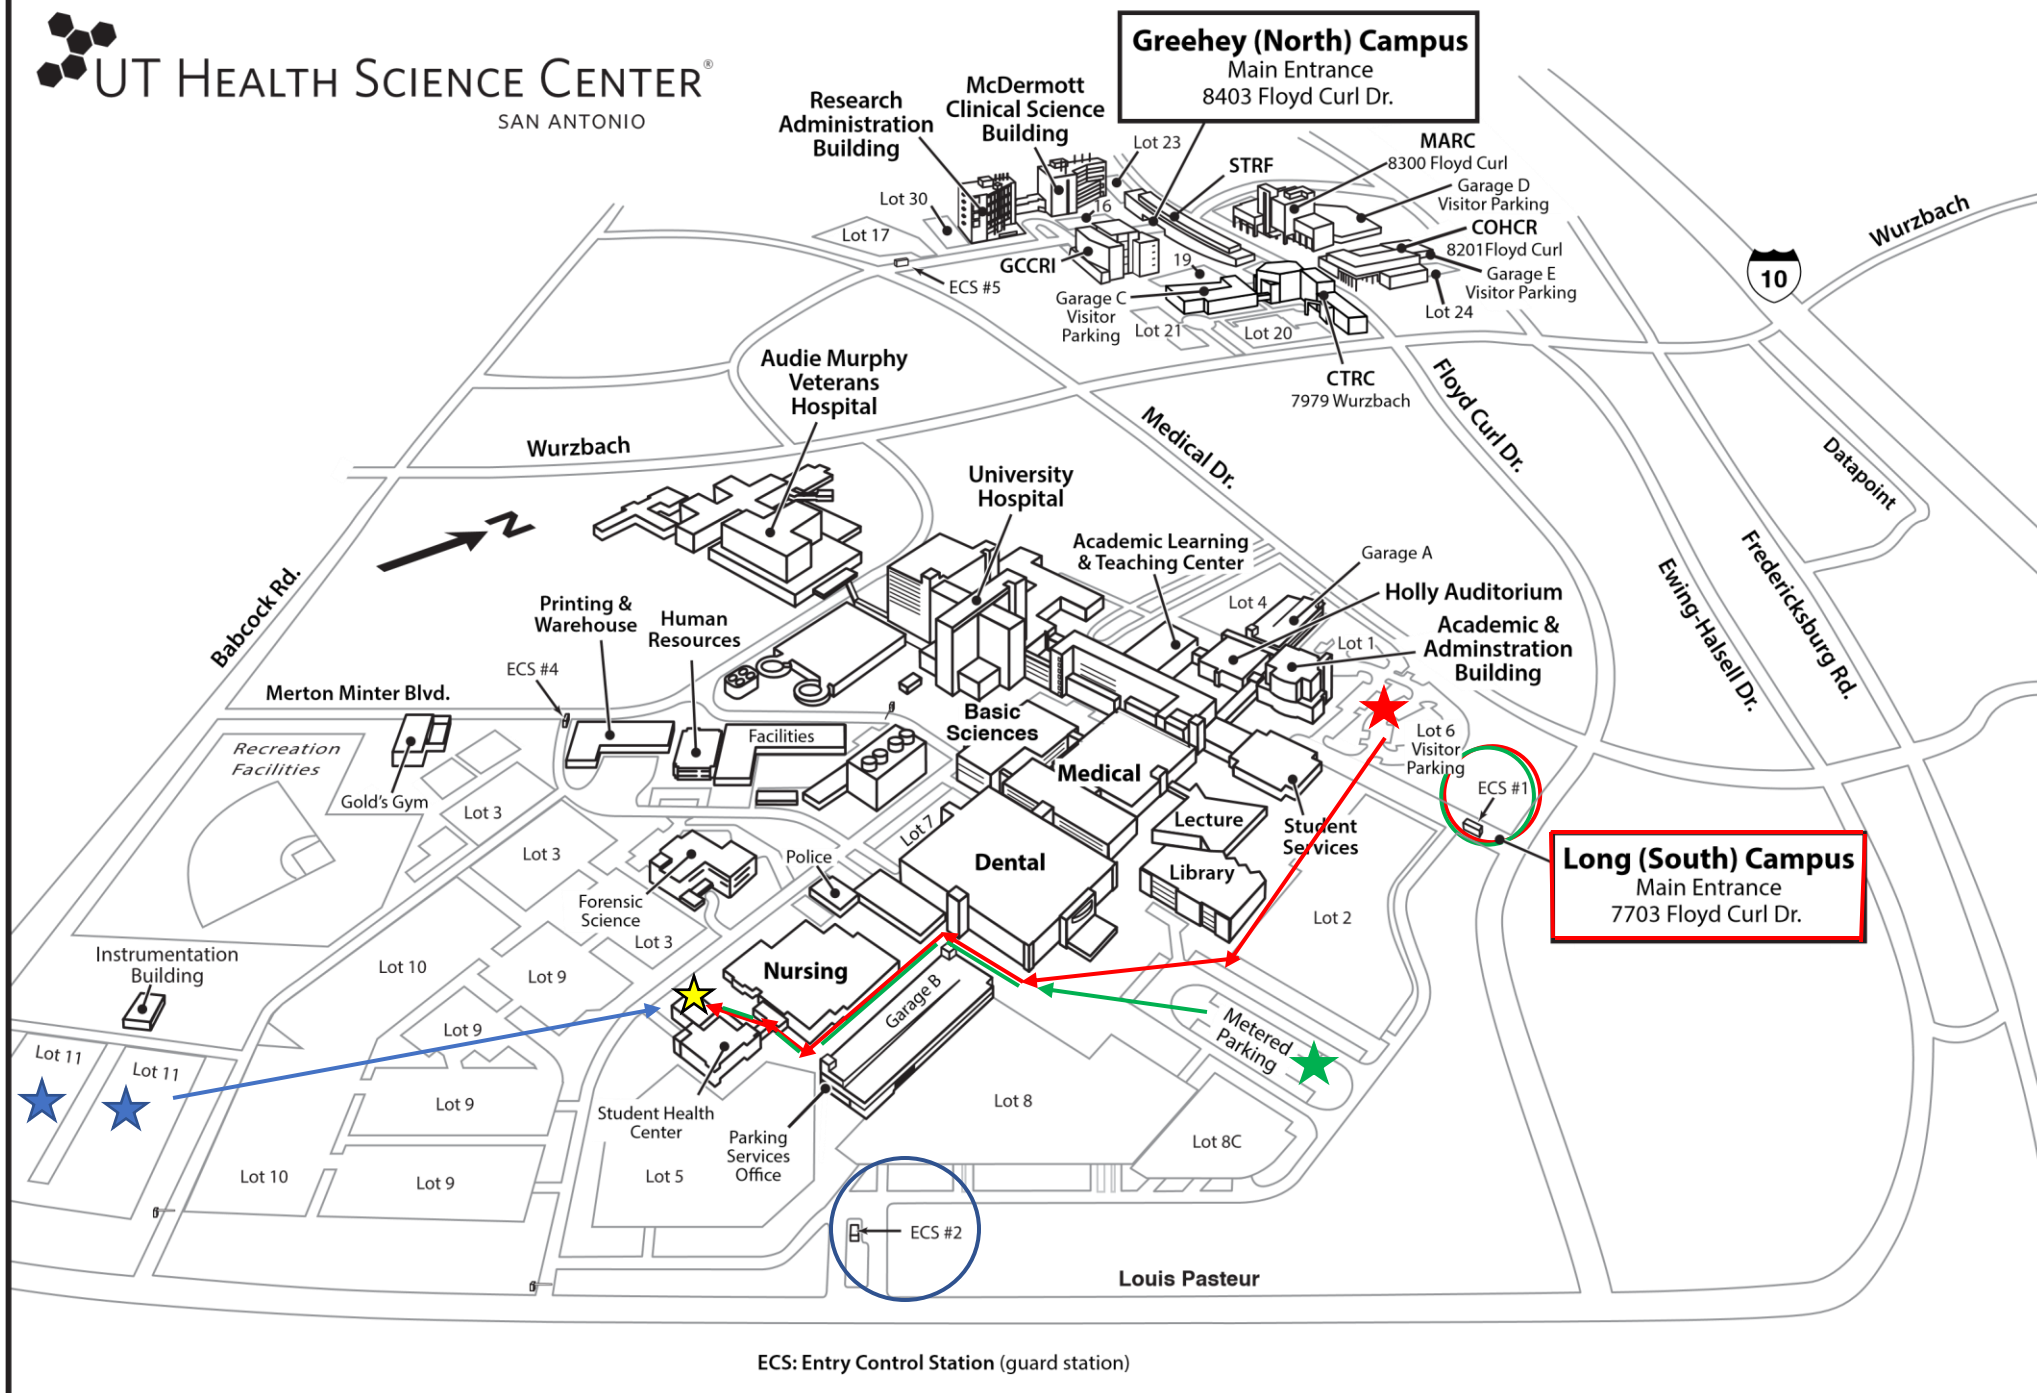 UT HEALTH SCIENCE CENTER®
SAN ANTONIO
Greehey (North) Campus
Main Entrance
8403 Floyd Curl Dr.
McDermott
Clinical Science
Building
Research
Administration
Building
Lot 23
STRF
MARC
8300 Floyd Curl
Garage D
Visitor Parking
COHCR
8201Floyd Curl
Garage E
Visitor Parking
Lot 24
Lot 30
Lot 17
16
GCCRI
ECS #5
19
Garage C
Visitor
Parking
Lot 21
Lot 20
CTRC
7979 Wurzbach
Wurzbach
10
Audie Murphy
Veterans
Hospital
Wurzbach
Medical Dr.
Floyd Curl Dr.
Datapoint
Fredericksburg Rd.
Ewing-Halsell Dr.
N
University
Hospital
Academic Learning
& Teaching Center
Garage A
Lot 4
Holly Auditorium
Lot 1
Academic &
Adminstration
Building
Babcock Rd.
Printing &
Warehouse
Human
Resources
ECS #4
Merton Minter Blvd.
Recreation
Facilities
Gold's Gym
Facilities
Basic
Sciences
Medical
Lot 6
Visitor
Parking
ECS #1
Lecture
Student
Services
Library
Long (South) Campus
Main Entrance
7703 Floyd Curl Dr.
Lot 3
Lot 3
Lot 7
Police
Dental
Forensic
Science
Lot 3
Lot 2
Instrumentation
Building
Lot 10
Lot 9
Nursing
Garage B
Lot 9
Metered
Parking
Lot 11
Lot 11
Lot 9
Student Health
Center
Parking
Services
Office
Lot 8
Lot 8C
Lot 10
Lot 9
Lot 5
ECS #2
Louis Pasteur
ECS: Entry Control Station (guard station)